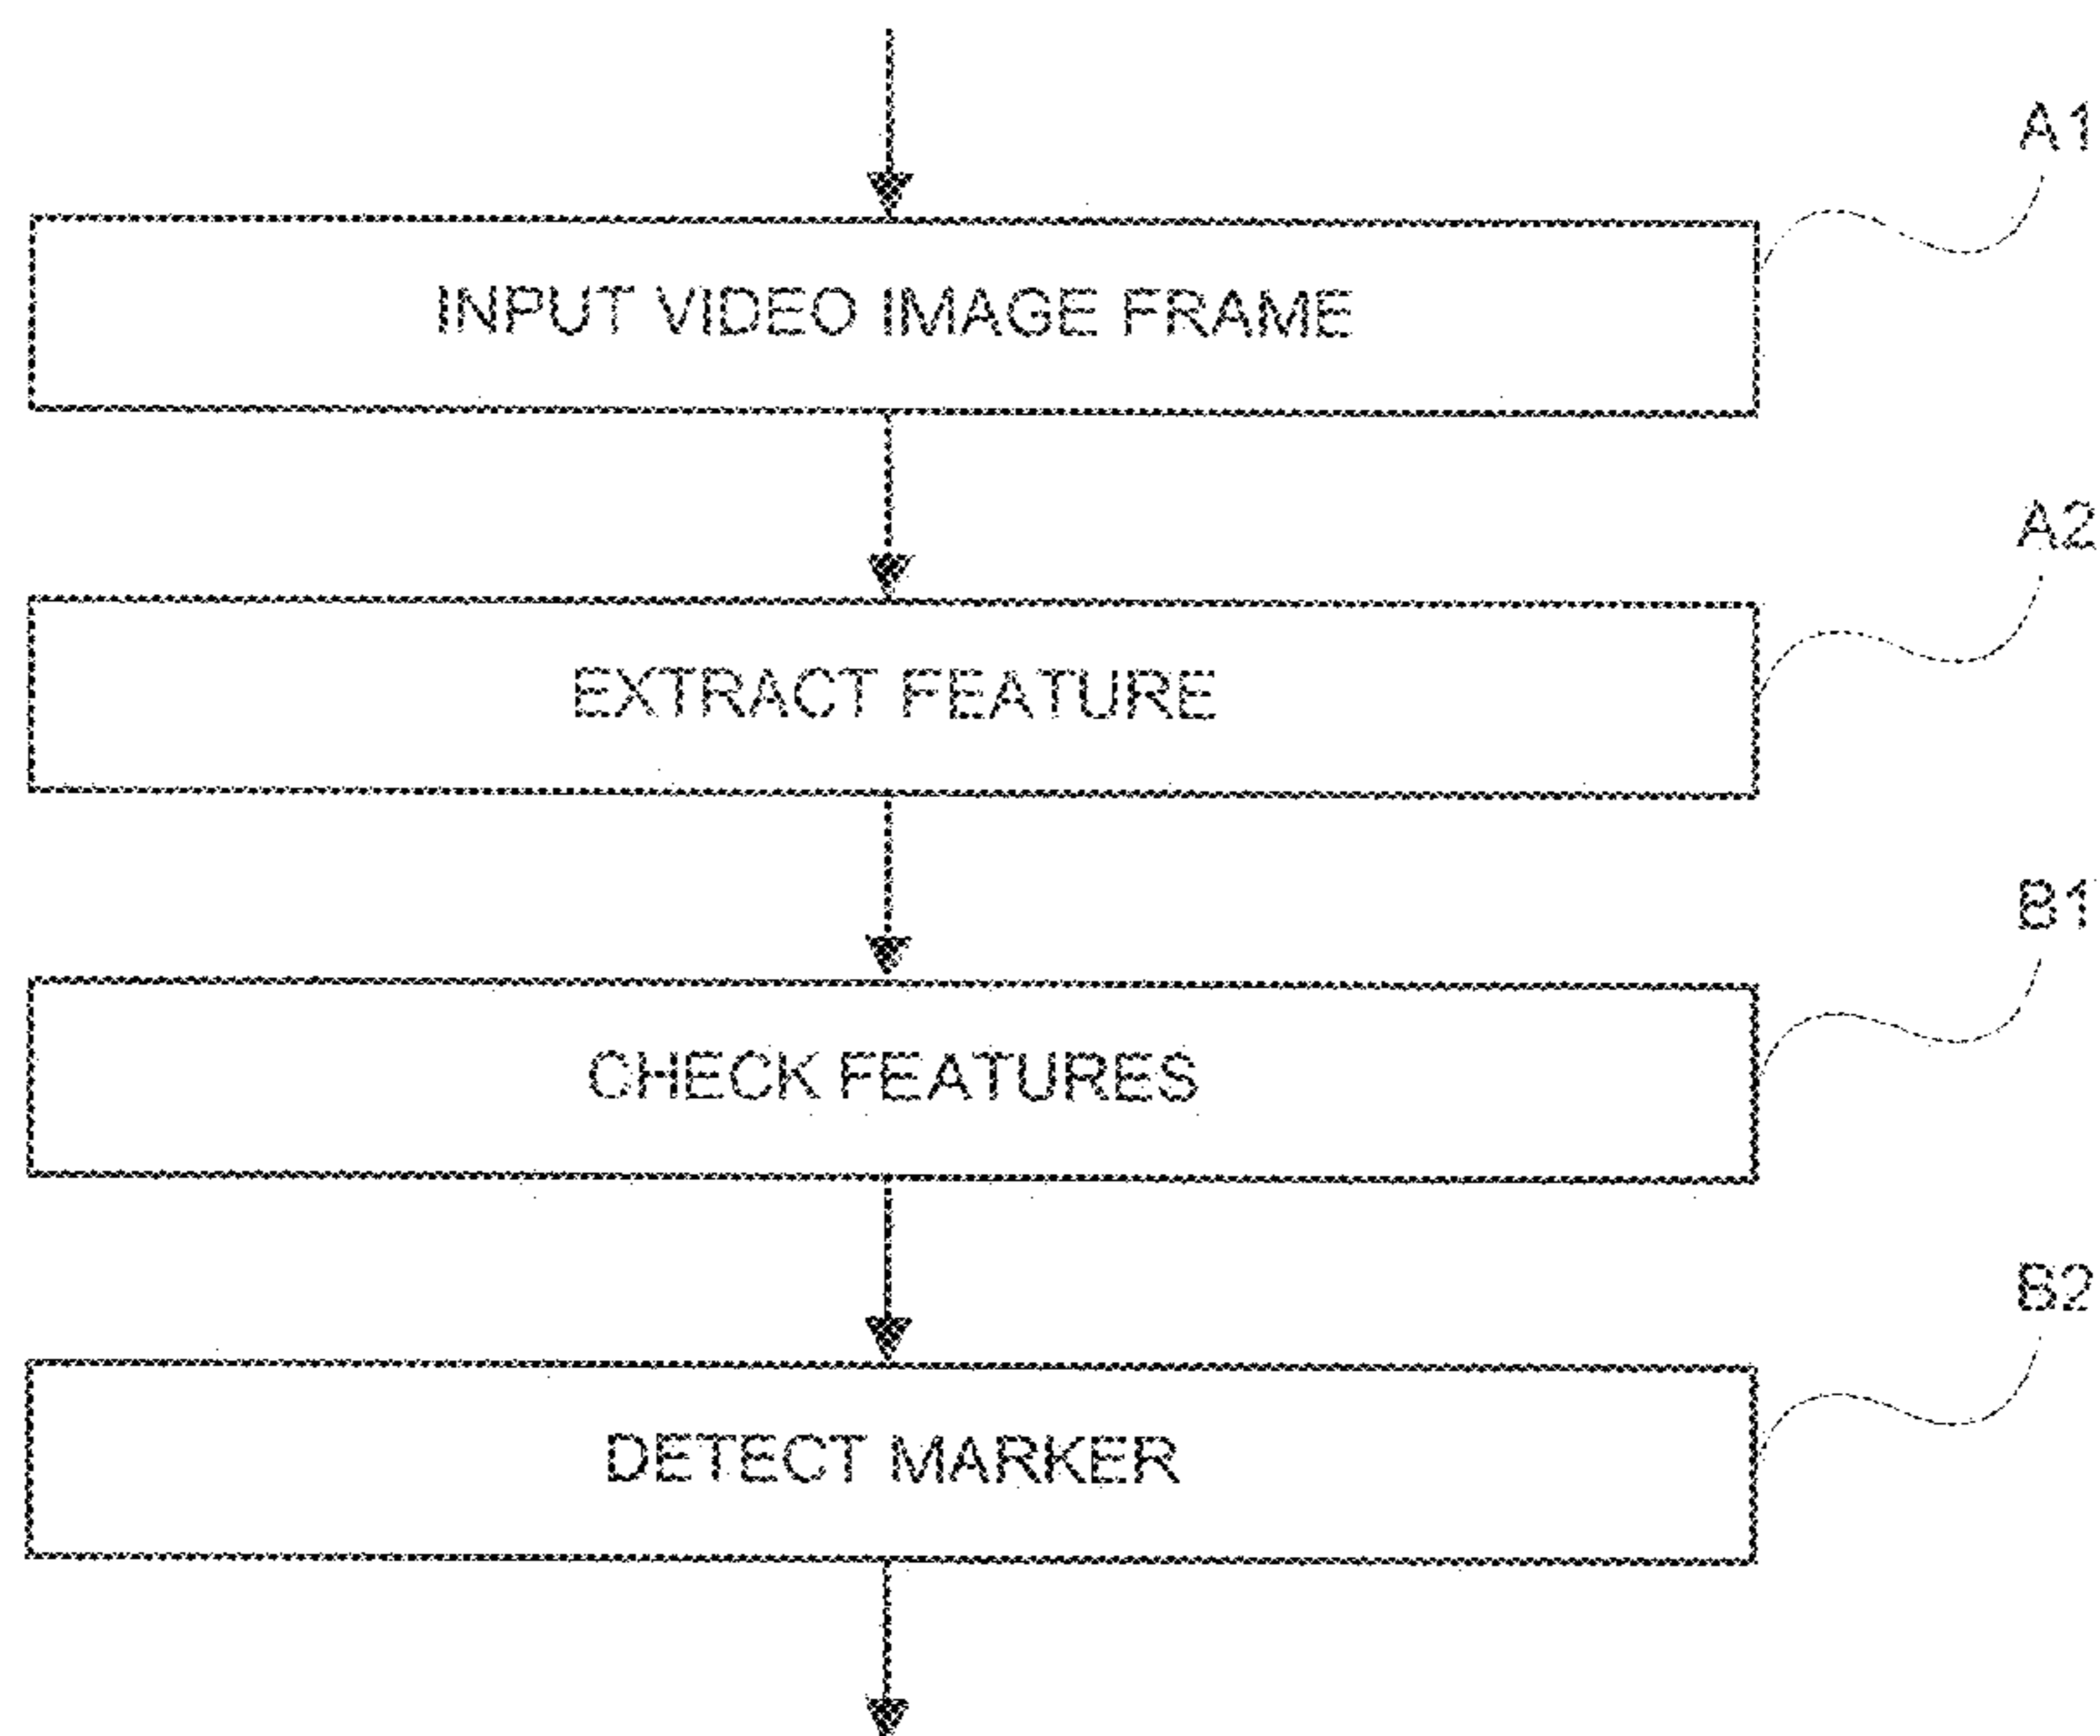 A1
INPUT VIDEO IMAGE FRAME
A2
EXTRACT FEATURE
B1
CHECK FEATURES
B2
DETECT MARKER